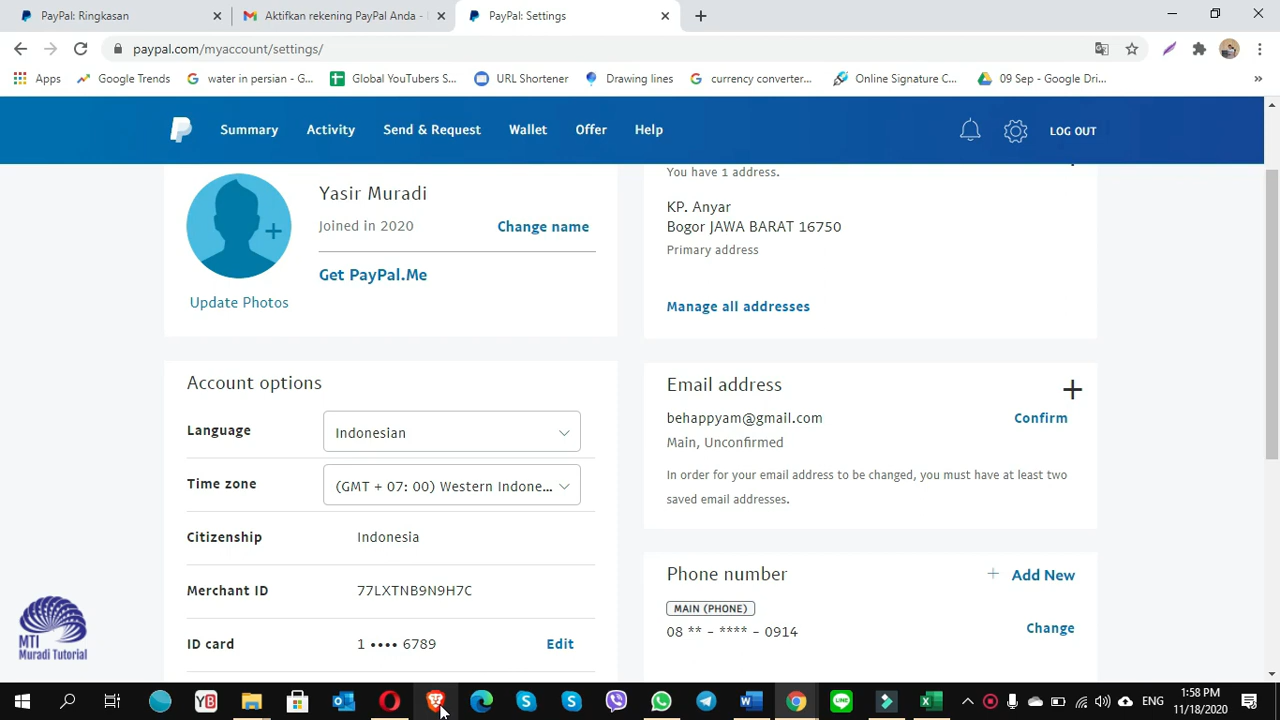 PayPal: Ringkasan
Aktifkan rekening PayPal Anda -
PayPal: Settings
paypal.com/myaccount/settings/
Apps
Google Trends
water in persian - G...
Global YouTubers S...
URL Shortener
Drawing lines
currency converter...
Online Signature C...
09 Sep - Google Dri...
»
Summary
Activity
Send & Request
Wallet
Offer
Help
LOG OUT
Yasir Muradi
Joined in 2020
Change name
Get PayPal.Me
Update Photos
You have 1 address.
KP. Anyar
Bogor JAWA BARAT 16750
Primary address
Manage all addresses
Account options
Language
Indonesian
Time zone
(GMT + 07: 00) Western Indone...
Citizenship
Indonesia
Merchant ID
77LXTNB9N9H7C
ID card
1 •••• 6789
Edit
Email address
behappyam@gmail.com
Confirm
Main, Unconfirmed
In order for your email address to be changed, you must have at least two
saved email addresses.
Phone number
Add New
MAIN (PHONE)
08 ** - **** - 0914
Change
MTI
Muradi Tutorial
ENG
1:58 PM
11/18/2020